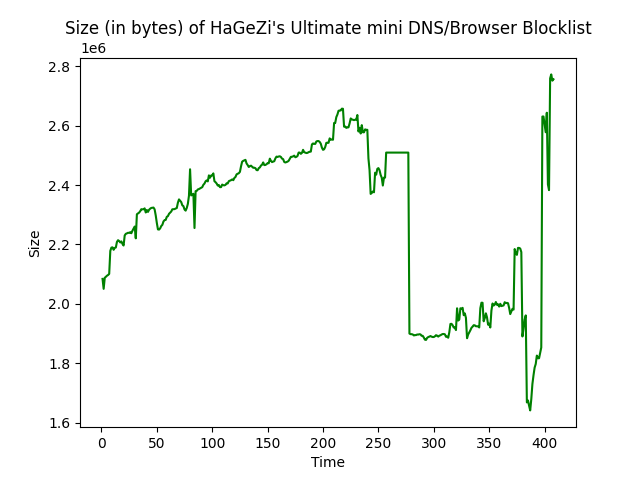 Size (in bytes) of HaGeZi's Ultimate mini DNS/Browser Blocklist
1e6
2.8
2.6
2.4
2.2
2.0
1.8
1.6
Size
0 50 100 150 200 250 300 350 400
Time